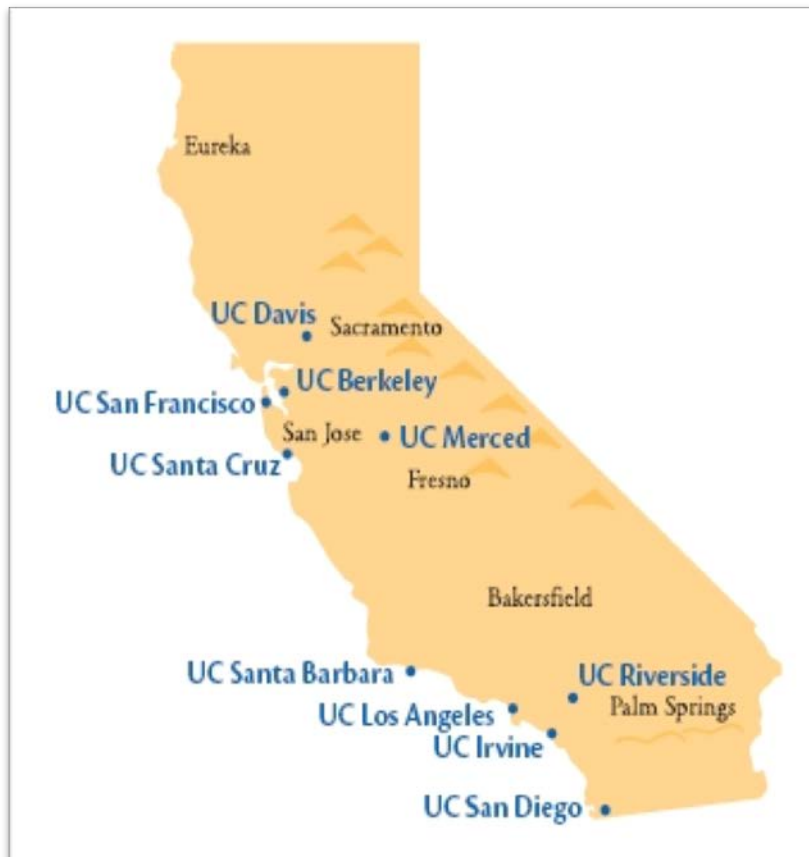 Eureka
UC Davis
Sacramento
UC Berkeley
UC San Francisco
San Jose
UC Merced
UC Santa Cruz
Fresno
Bakersfield
UC Santa Barbara
UC Riverside
Palm Springs
UC Los Angeles
UC Irvine
UC San Diego